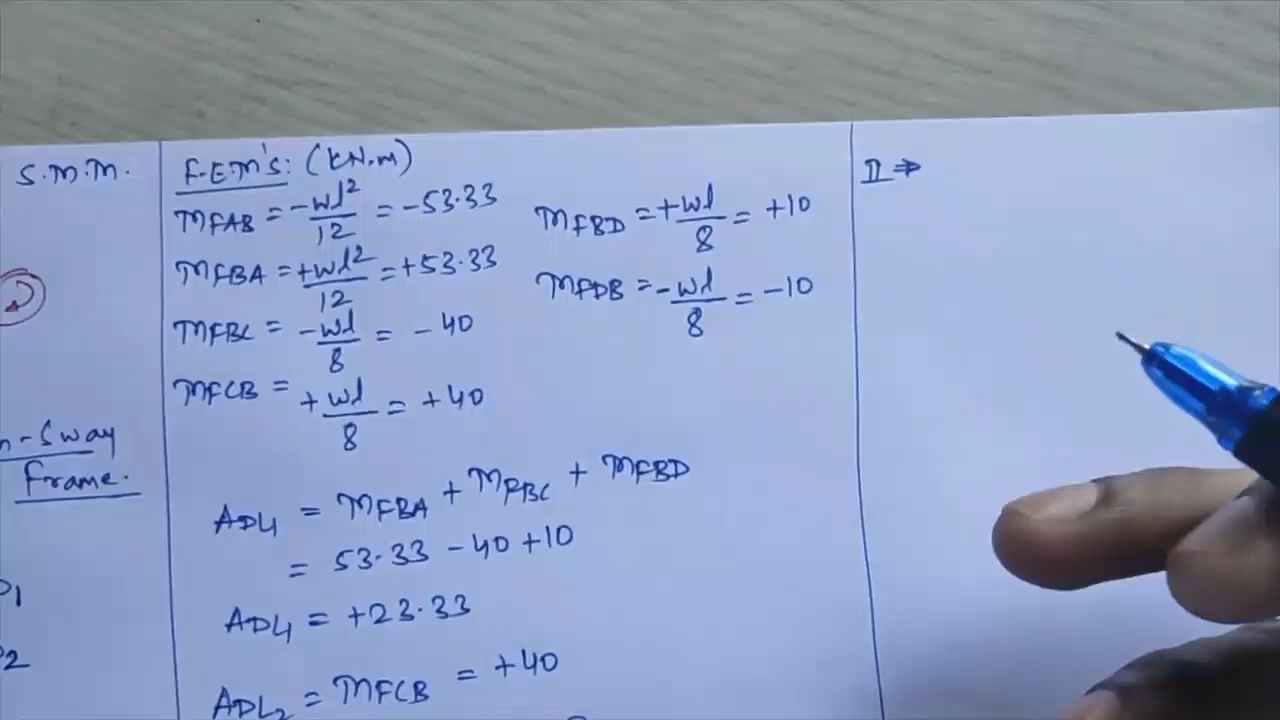 S.M.M.
n-Sway
Frame.
F.E.M's: (KN.m)
MFAB = -wl²/12 = -53.33
MFBA = +wl²/12 = +53.33
MFBC = -wl/8 = -40
MFCB = +wl/8 = +40
MFBD = +wl/8 = +10
MFDB = -wl/8 = -10
ADL1 = MFBA + MFBC + MFBD
= 53.33 - 40 + 10
ADL1 = +23.33
ADL2 = MFCB = +40
II ⇒